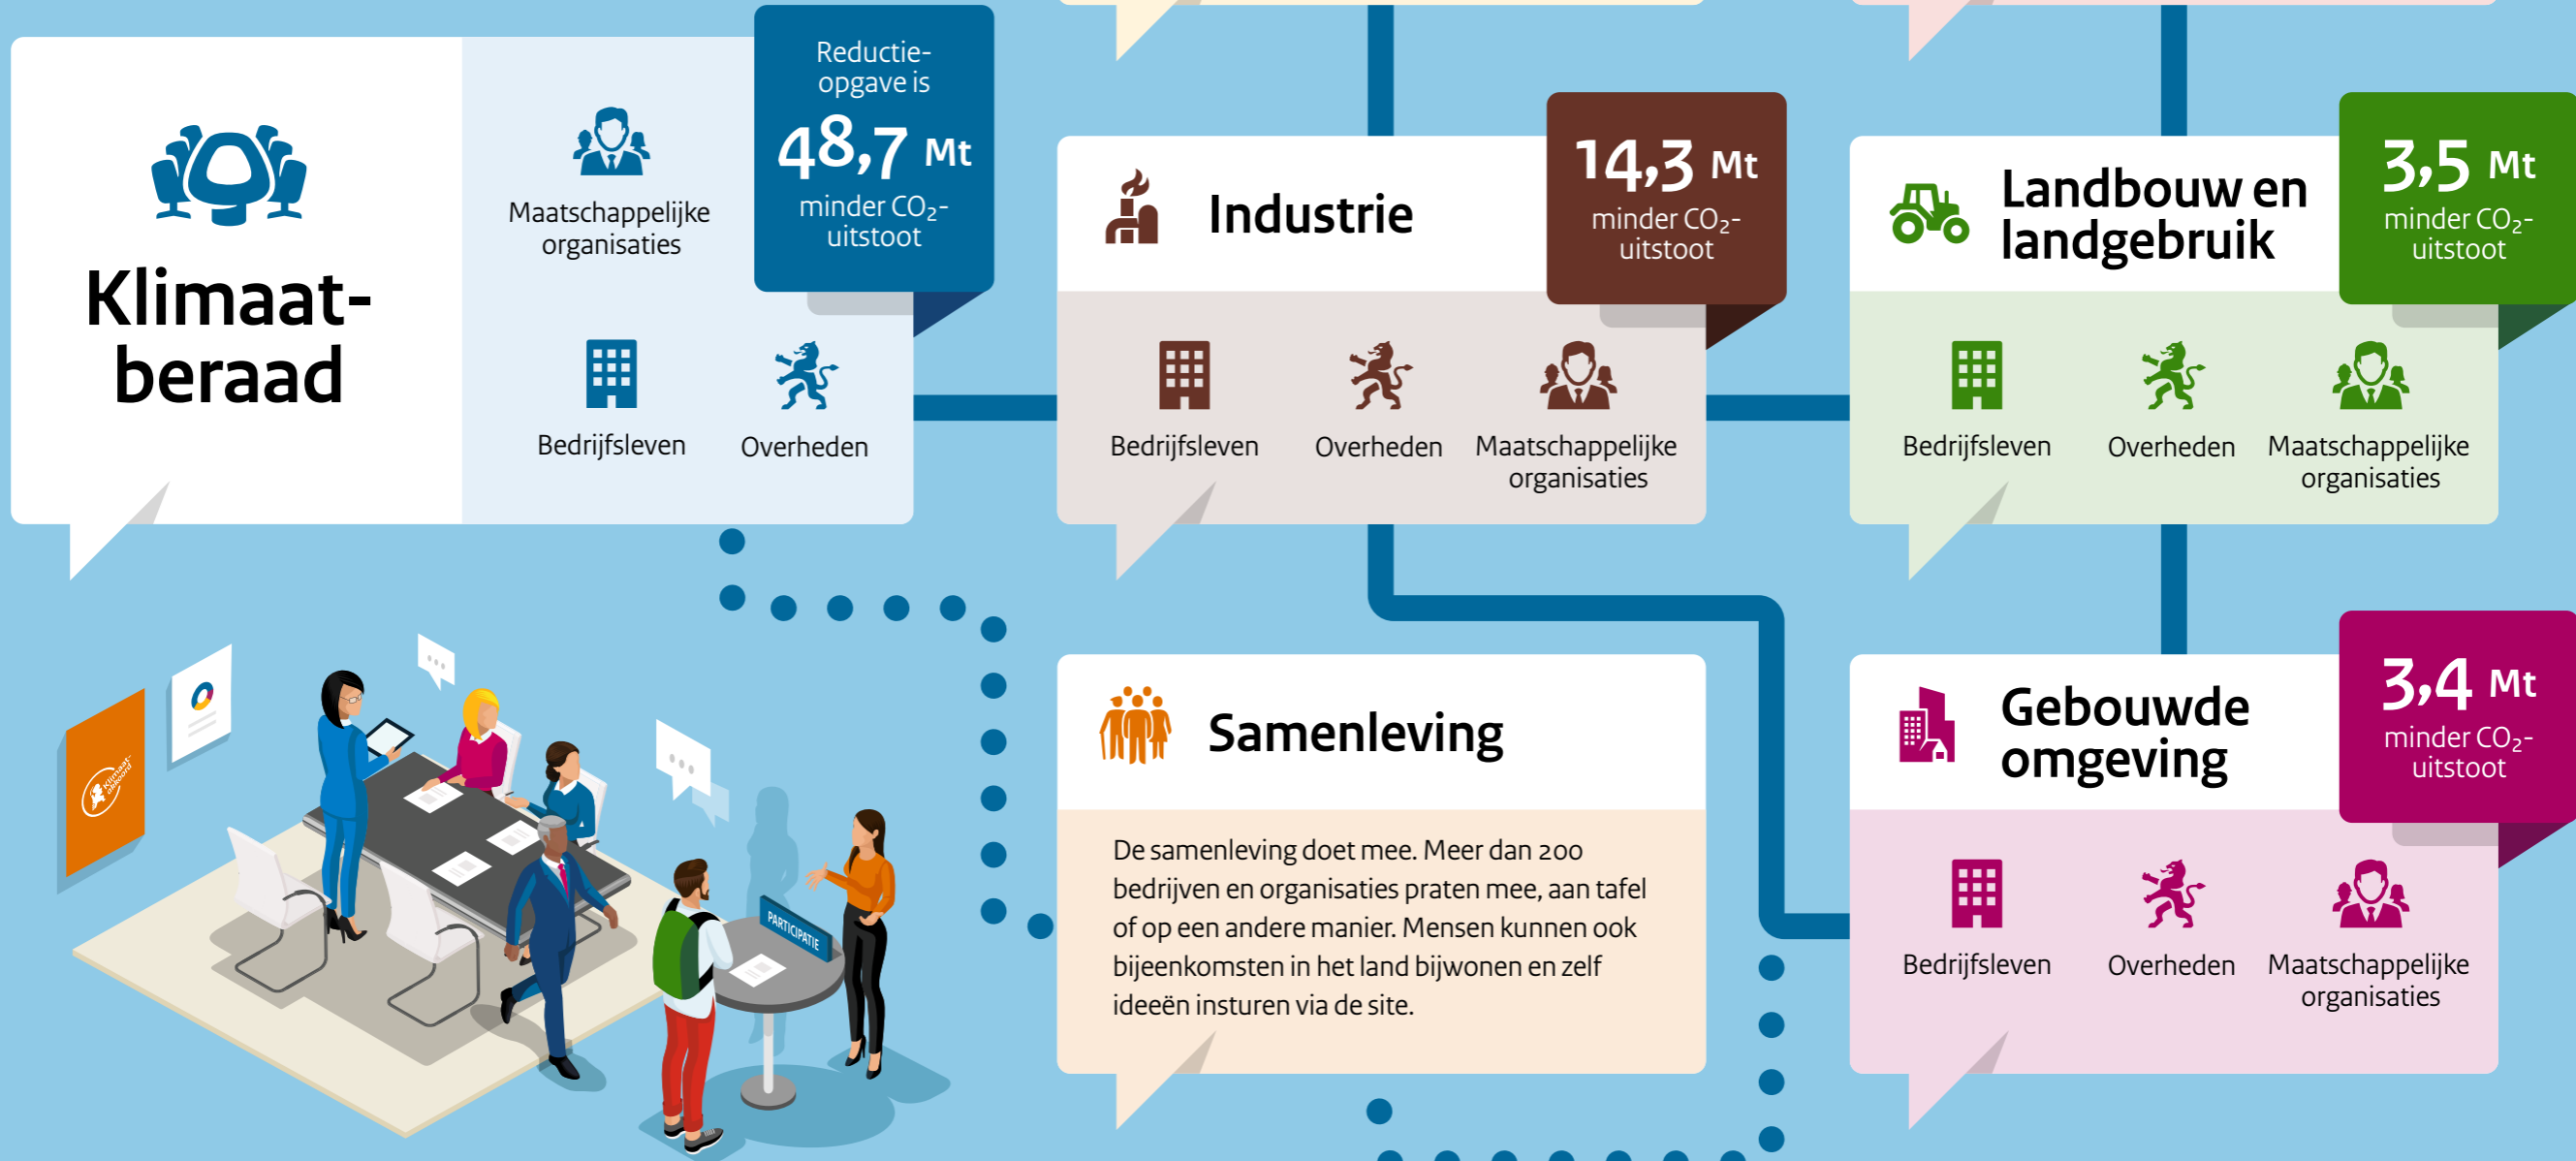 Klimaat-
beraad
Maatschappelijke
organisaties
Bedrijfsleven
Overheden
Reductie-
opgave is
48,7 Mt
minder CO₂-
uitstoot
Industrie
14,3 Mt
minder CO₂-
uitstoot
Bedrijfsleven
Overheden
Maatschappelijke
organisaties
Landbouw en
landgebruik
3,5 Mt
minder CO₂-
uitstoot
Bedrijfsleven
Overheden
Maatschappelijke
organisaties
Klimaat-
akkoord
PARTICIPATIE
Samenleving
De samenleving doet mee. Meer dan 200
bedrijven en organisaties praten mee, aan tafel
of op een andere manier. Mensen kunnen ook
bijeenkomsten in het land bijwonen en zelf
ideeën insturen via de site.
Gebouwde
omgeving
3,4 Mt
minder CO₂-
uitstoot
Bedrijfsleven
Overheden
Maatschappelijke
organisaties